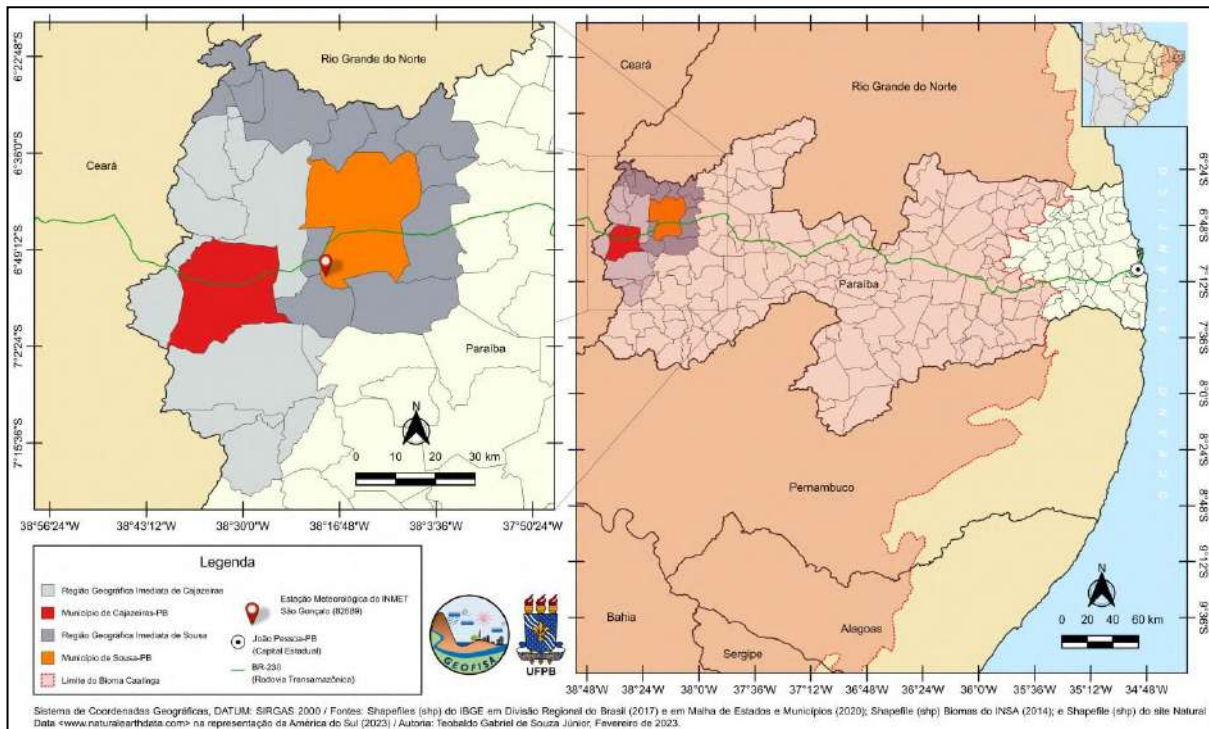 6°22'48"S
6°36'0"S
6°49'12"S
7°2'24"S
7°15'36"S
Rio Grande do Norte
Ceará
Paraíba
N
0 10 20 30 km
38°56'24"W 38°43'12"W 38°30'0"W 38°16'48"W 38°3'36"W 37°50'24"W
Ceará
Rio Grande do Norte
Paraíba
Pernambuco
Bahia
Alagoas
Sergipe
OCEANO ATLÂNTICO
N
0 20 40 60 km
6°24'S
6°48'S
7°12'S
7°36'S
8°0'S
8°24'S
8°48'S
9°12'S
9°36'S
38°48'W 38°24'W 38°0'W 37°36'W 37°12'W 36°48'W 36°24'W 36°0'W 35°36'W 35°12'W 34°48'W
Legenda
Região Geográfica Imediata de Cajazeiras
Município de Cajazeiras-PB
Região Geográfica Imediata de Sousa
Município de Sousa-PB
Limite do Bioma Caatinga
Estação Meteorológica do INMET
São Gonçalo (82689)
João Pessoa-PB
(Capital Estadual)
BR-230
(Rodovia Transamazônica)
GEOFISA
UFPB
Sistema de Coordenadas Geográficas, DATUM: SIRGAS 2000 / Fontes: Shapefiles (shp) do IBGE em Divisão Regional do Brasil (2017) e em Malha de Estados e Municípios (2020); Shapefile (shp) Biomas do INSA (2014); e Shapefile (shp) do site Natural
Data <www.naturalearthdata.com> na representação da América do Sul (2023) / Autoria: Teobaldo Gabriel de Souza Júnior, Fevereiro de 2023.